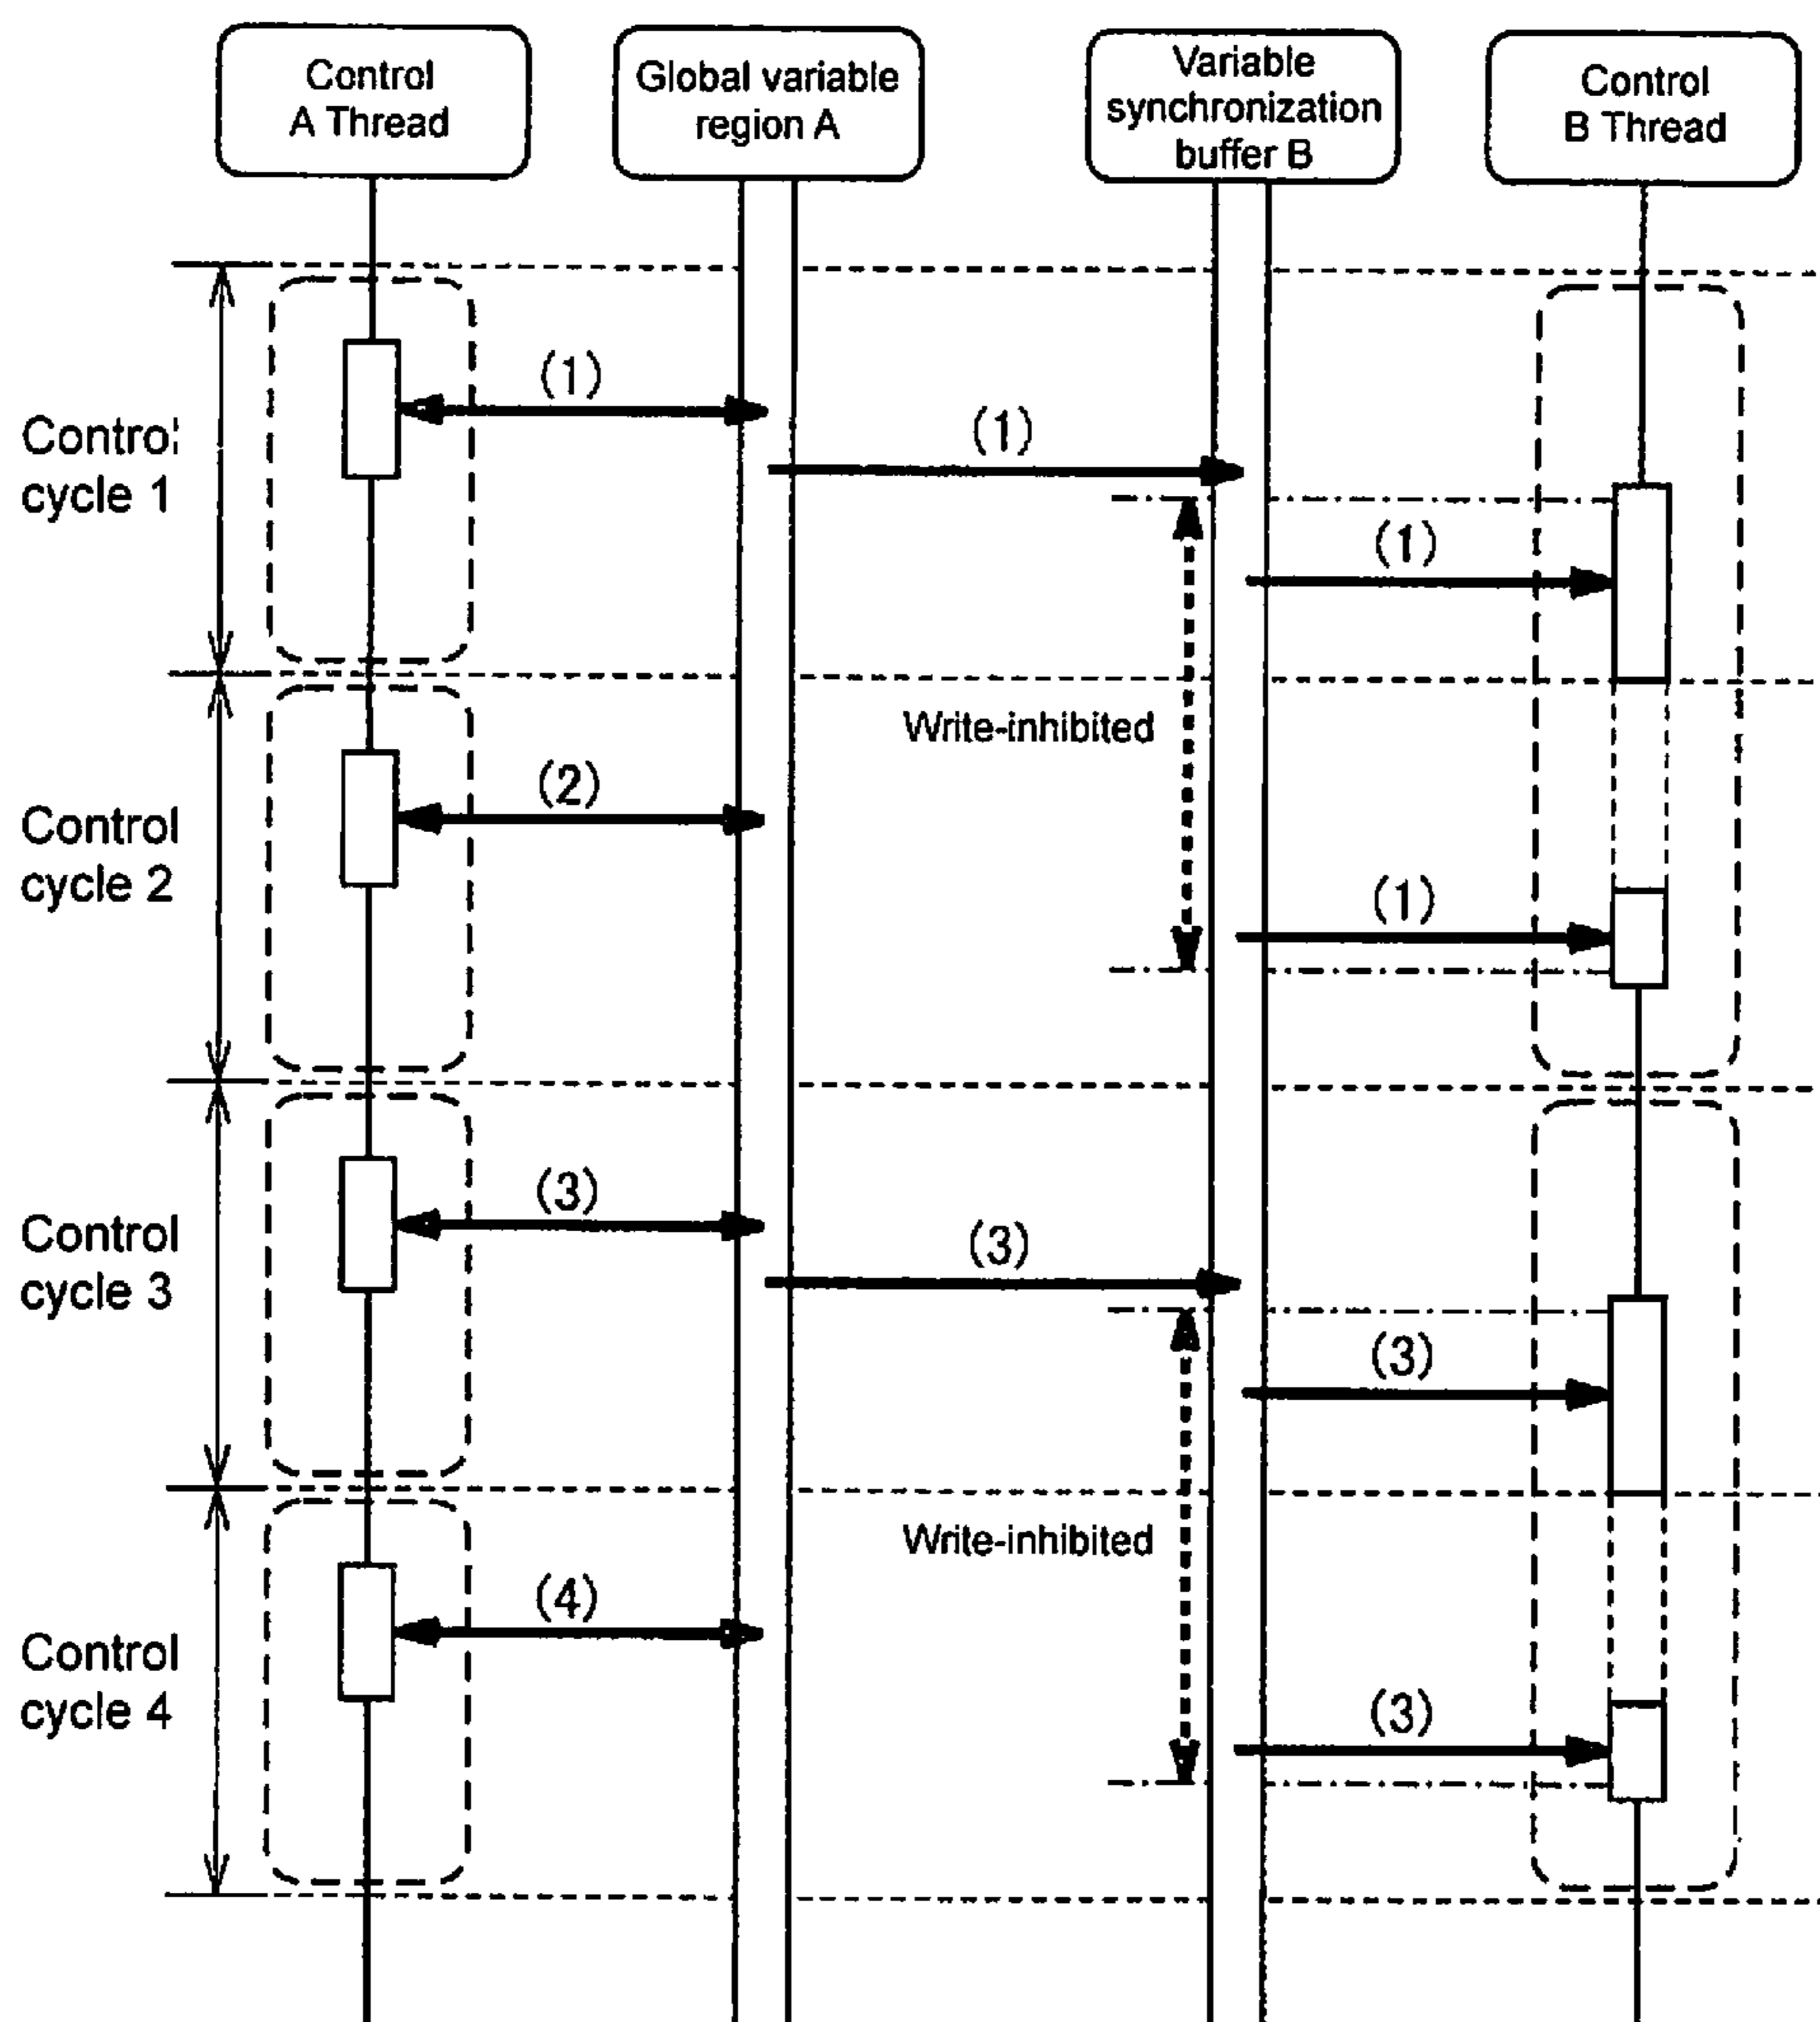 Control
A Thread
Global variable
region A
Variable
synchronization
buffer B
Control
B Thread
Control
cycle 1
(1)
(1)
(1)
Write-inhibited
Control
cycle 2
(2)
(1)
Control
cycle 3
(3)
(3)
(3)
Write-inhibited
Control
cycle 4
(4)
(3)